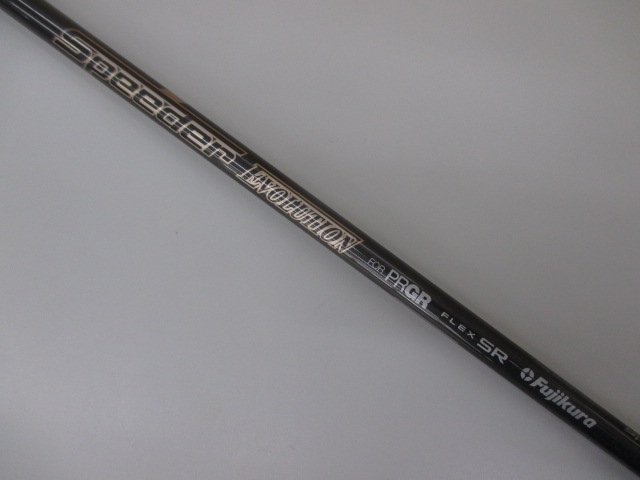 Speeder EVOLUTION FOR PRGR FLEX SR Fujikura